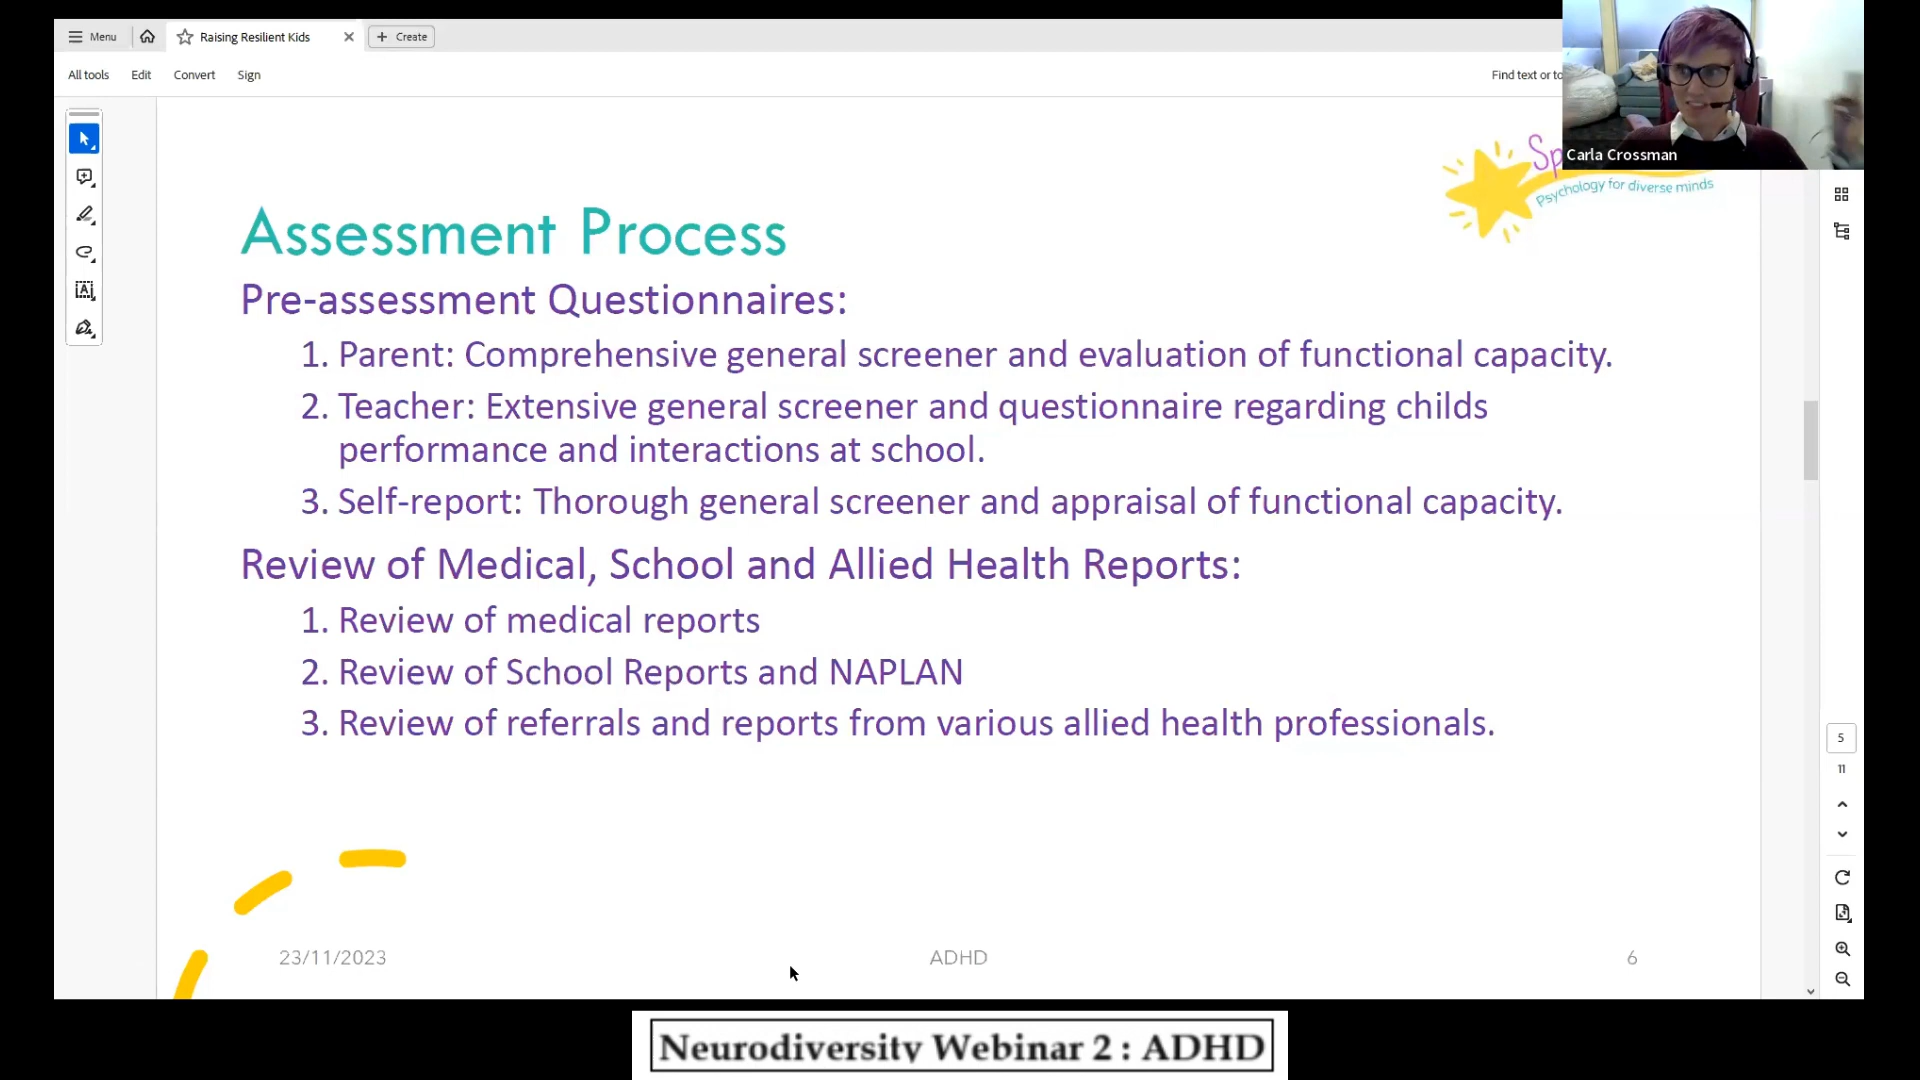 Menu
Raising Resilient Kids
Create
All tools
Edit
Convert
Sign
Find text or to
Carla Crossman
Sp
Psychology for diverse minds
Assessment Process
Pre-assessment Questionnaires:
1. Parent: Comprehensive general screener and evaluation of functional capacity.
2. Teacher: Extensive general screener and questionnaire regarding childs
performance and interactions at school.
3. Self-report: Thorough general screener and appraisal of functional capacity.
Review of Medical, School and Allied Health Reports:
1. Review of medical reports
2. Review of School Reports and NAPLAN
3. Review of referrals and reports from various allied health professionals.
5
11
23/11/2023
ADHD
6
Neurodiversity Webinar 2 : ADHD